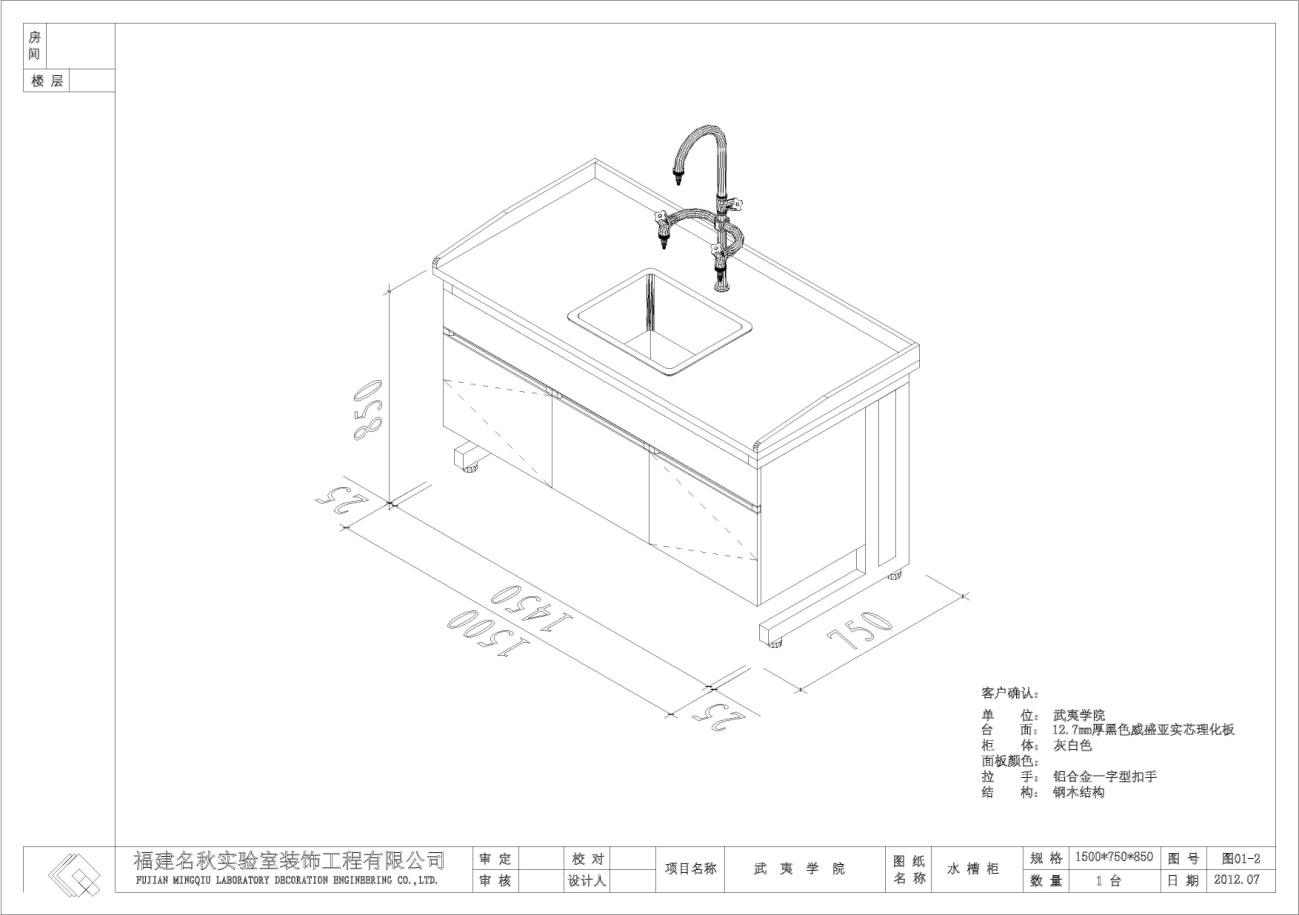 房
间
楼 层
850
25
1450
1500
25
750
客户确认：
单 位： 武夷学院
台 面： 12.7mm厚黑色威盛亚实芯理化板
柜 体： 灰白色
面板颜色：
拉 手： 铝合金一字型扣手
结 构： 钢木结构
福建名秋实验室装饰工程有限公司
FUJIAN MINGQIU LABORATORY DECORATION ENGINEERING CO.,LTD.
审 定
审 核
校 对
设计人
项目名称
武 夷 学 院
图 纸
名 称
水 槽 柜
规 格 1500*750*850 图 号 图01-2
数 量 1 台 日 期 2012.07